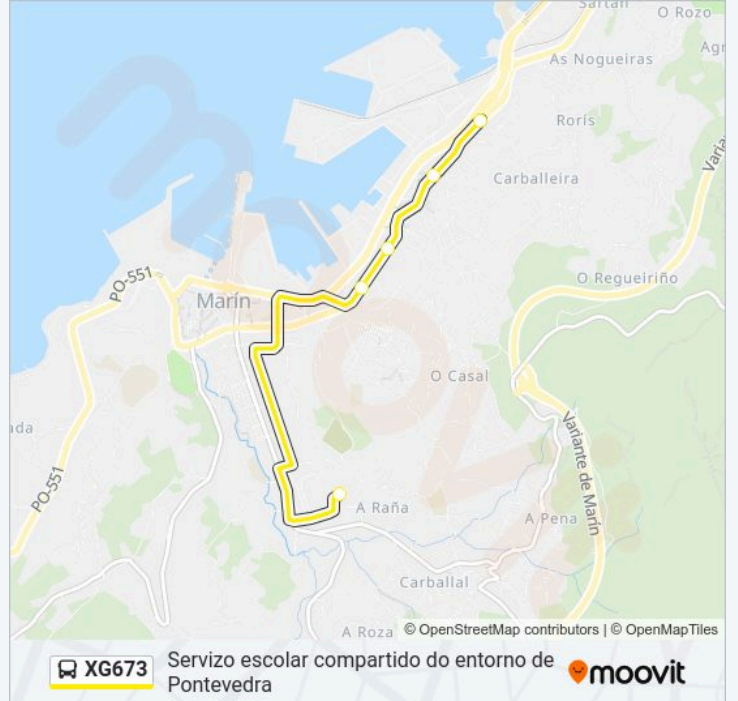 Sartal
O Rozo
As Nogueiras
Agr
Rorís
Varia
Carballeira
O Regueiriño
PO-551
Marín
O Casal
ada
Variante de Marín
PO-551
A Raña
A Pena
Carballal
A Roza
© OpenStreetMap contributors | © OpenMapTiles
XG673
Servizo escolar compartido do entorno de
Pontevedra
moovit